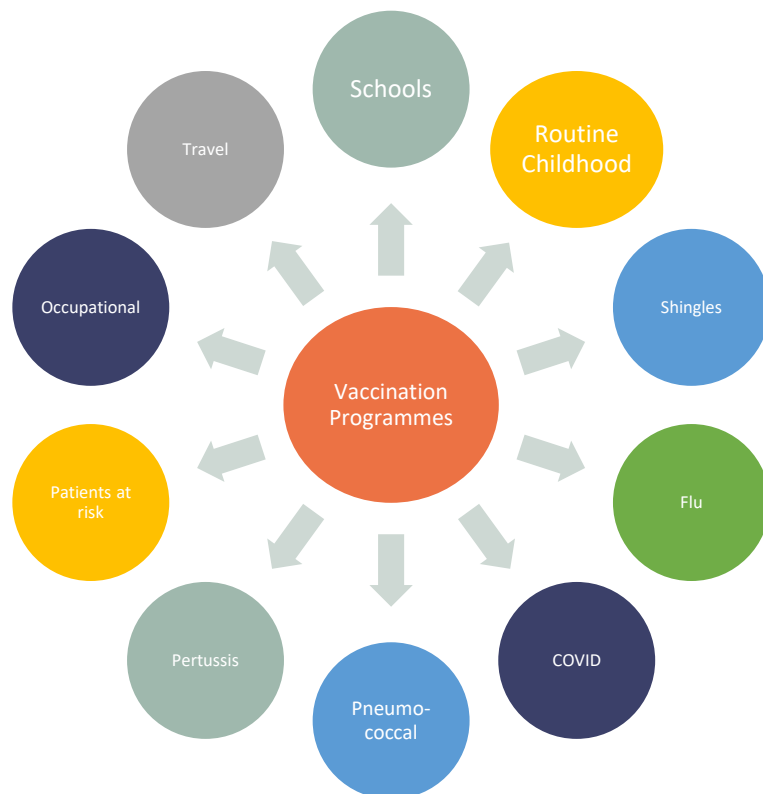 Schools
Routine
Childhood
Travel
Occupational
Shingles
Vaccination
Programmes
Patients at
risk
Flu
Pertussis
COVID
Pneumo-
coccal